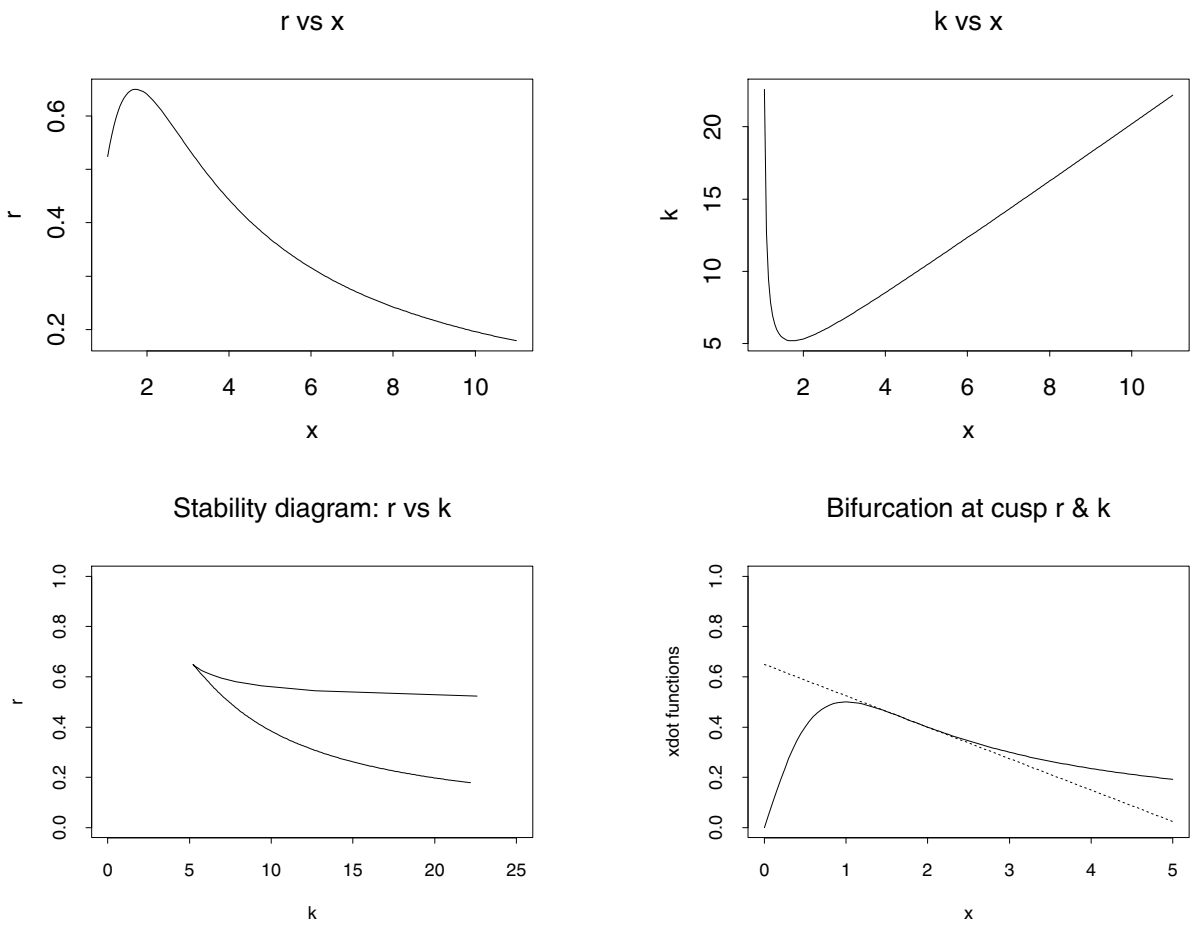 r vs x
r
0.2
0.4
0.6
2 4 6 8 10
x
k vs x
k
5
10
15
20
2 4 6 8 10
x
Stability diagram: r vs k
r
0.0
0.2
0.4
0.6
0.8
1.0
0 5 10 15 20 25
k
Bifurcation at cusp r & k
xdot functions
0.0
0.2
0.4
0.6
0.8
1.0
0 1 2 3 4 5
x